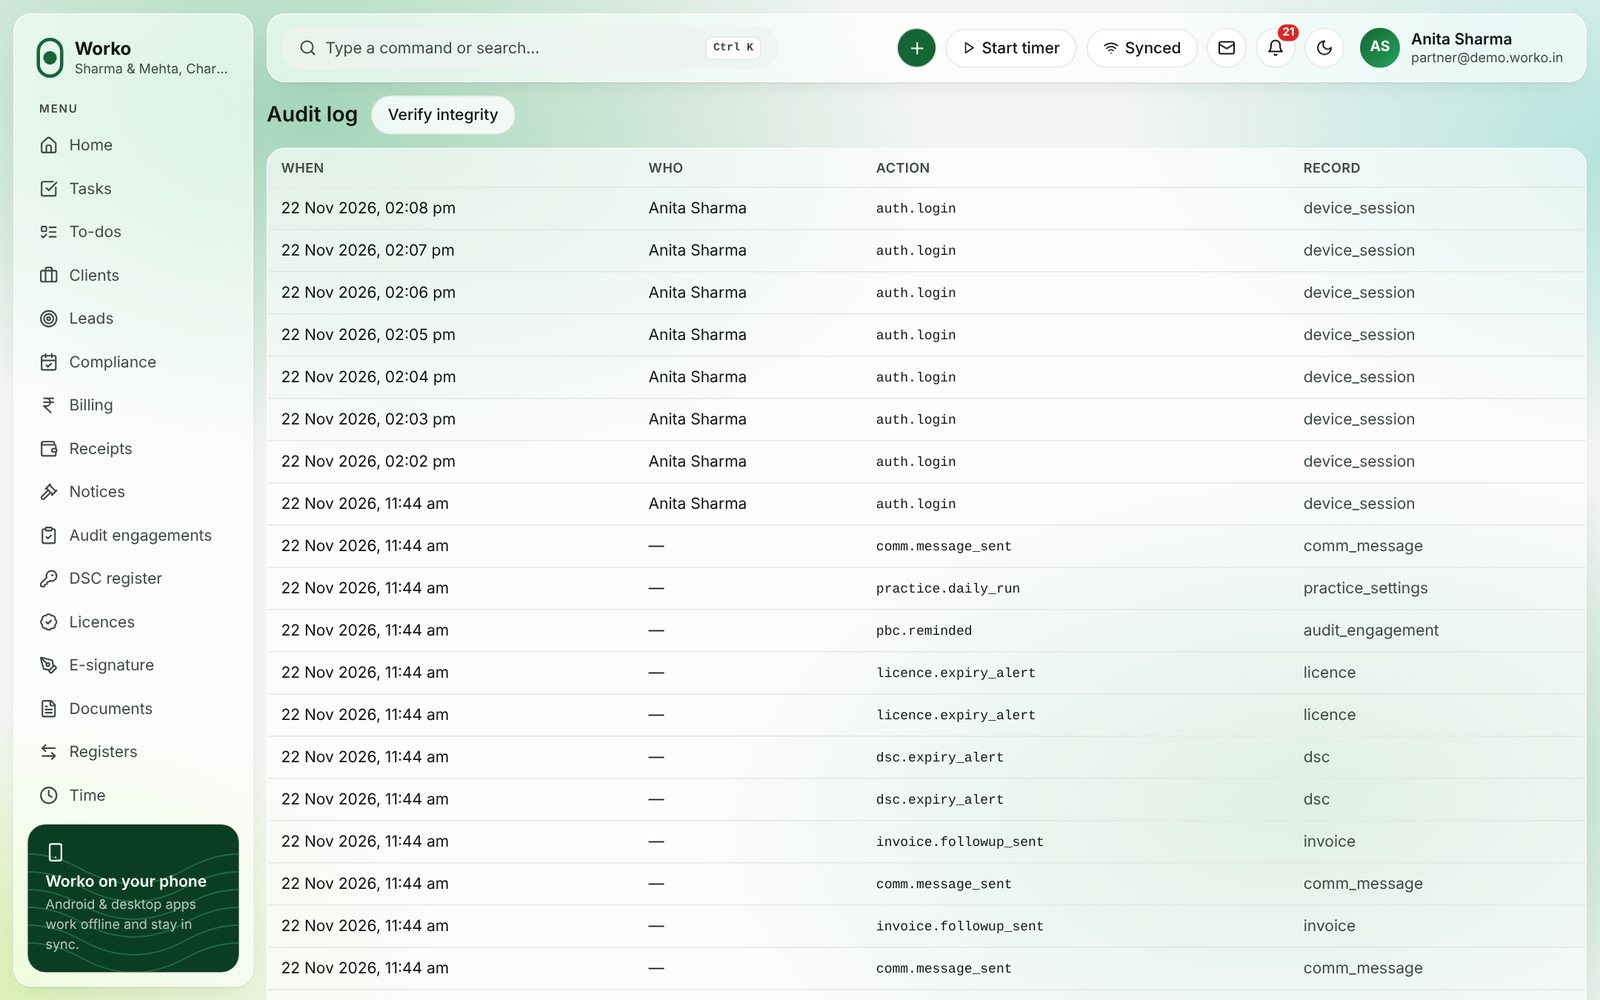 Worko
Sharma & Mehta, Char...
MENU
Home
Tasks
To-dos
Clients
Leads
Compliance
Billing
Receipts
Notices
Audit engagements
DSC register
Licences
E-signature
Documents
Registers
Time
Worko on your phone
Android & desktop apps
work offline and stay in
sync.
Type a command or search... Ctrl K
Start timer
Synced
21
AS
Anita Sharma
partner@demo.worko.in
Audit log
Verify integrity
WHEN WHO ACTION RECORD
22 Nov 2026, 02:08 pm Anita Sharma auth.login device_session
22 Nov 2026, 02:07 pm Anita Sharma auth.login device_session
22 Nov 2026, 02:06 pm Anita Sharma auth.login device_session
22 Nov 2026, 02:05 pm Anita Sharma auth.login device_session
22 Nov 2026, 02:04 pm Anita Sharma auth.login device_session
22 Nov 2026, 02:03 pm Anita Sharma auth.login device_session
22 Nov 2026, 02:02 pm Anita Sharma auth.login device_session
22 Nov 2026, 11:44 am Anita Sharma auth.login device_session
22 Nov 2026, 11:44 am — comm.message_sent comm_message
22 Nov 2026, 11:44 am — practice.daily_run practice_settings
22 Nov 2026, 11:44 am — pbc.reminded audit_engagement
22 Nov 2026, 11:44 am — licence.expiry_alert licence
22 Nov 2026, 11:44 am — licence.expiry_alert licence
22 Nov 2026, 11:44 am — dsc.expiry_alert dsc
22 Nov 2026, 11:44 am — dsc.expiry_alert dsc
22 Nov 2026, 11:44 am — invoice.followup_sent invoice
22 Nov 2026, 11:44 am — comm.message_sent comm_message
22 Nov 2026, 11:44 am — invoice.followup_sent invoice
22 Nov 2026, 11:44 am — comm.message_sent comm_message